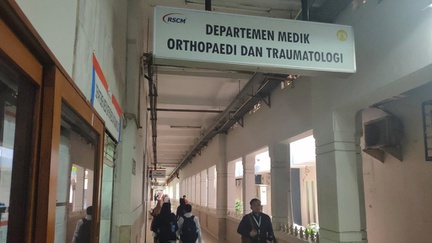 RSCM
DEPARTEMEN MEDIK
ORTHOPAEDI DAN TRAUMATOLOGI